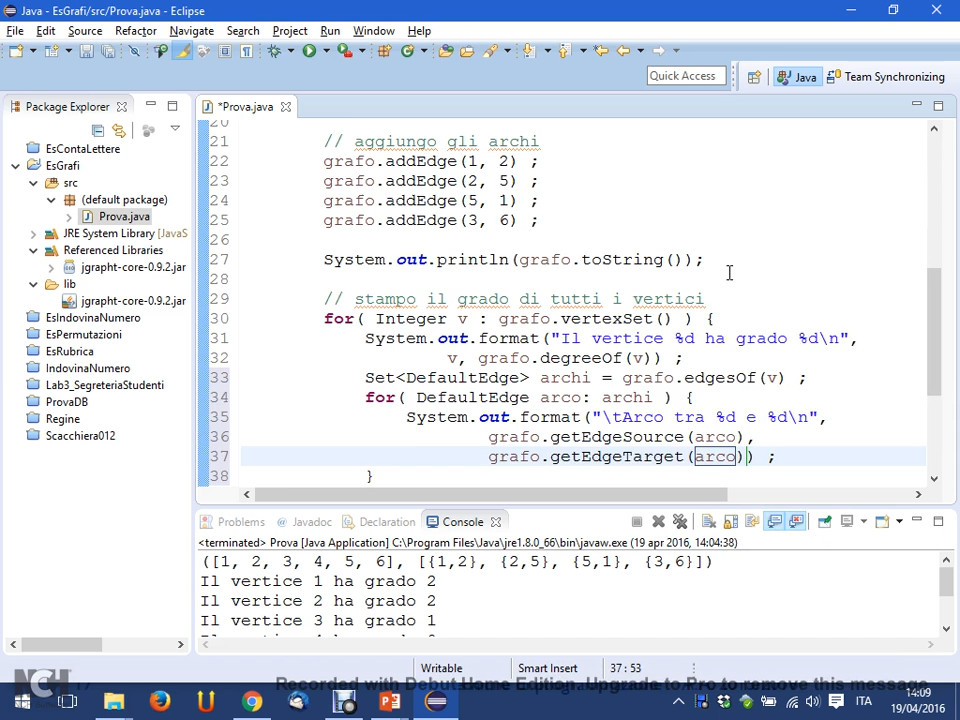 Java - EsGrafi/src/Prova.java - Eclipse
File Edit Source Refactor Navigate Search Project Run Window Help
Quick Access
Java
Team Synchronizing
Package Explorer
*Prova.java
EsContaLettere
EsGrafi
src
(default package)
Prova.java
JRE System Library [JavaS
Referenced Libraries
jgrapht-core-0.9.2.jar
lib
jgrapht-core-0.9.2.jar
EsIndovinaNumero
EsPermutazioni
EsRubrica
IndovinaNumero
Lab3_SegreteriaStudenti
ProvaDB
Regine
Scacchiera012
20
21 // aggiungo gli archi
22 grafo.addEdge(1, 2) ;
23 grafo.addEdge(2, 5) ;
24 grafo.addEdge(5, 1) ;
25 grafo.addEdge(3, 6) ;
26
27 System.out.println(grafo.toString());
28
29 // stampo il grado di tutti i vertici
30 for( Integer v : grafo.vertexSet() ) {
31 System.out.format("Il vertice %d ha grado %d\n",
32 v, grafo.degreeOf(v)) ;
33 Set<DefaultEdge> archi = grafo.edgesOf(v) ;
34 for( DefaultEdge arco: archi ) {
35 System.out.format("\tArco tra %d e %d\n",
36 grafo.getEdgeSource(arco),
37 grafo.getEdgeTarget(arco)) ;
38 }
Problems @ Javadoc Declaration Console
<terminated> Prova [Java Application] C:\Program Files\Java\jre1.8.0_66\bin\javaw.exe (19 apr 2016, 14:04:38)
([1, 2, 3, 4, 5, 6], [{1,2}, {2,5}, {5,1}, {3,6}])
Il vertice 1 ha grado 2
Il vertice 2 ha grado 2
Il vertice 3 ha grado 1
Writable
Smart Insert
37 : 53
NCH
Recorded with Debut Home Edition. Upgrade to Pro to remove this message
ITA
14:09
19/04/2016